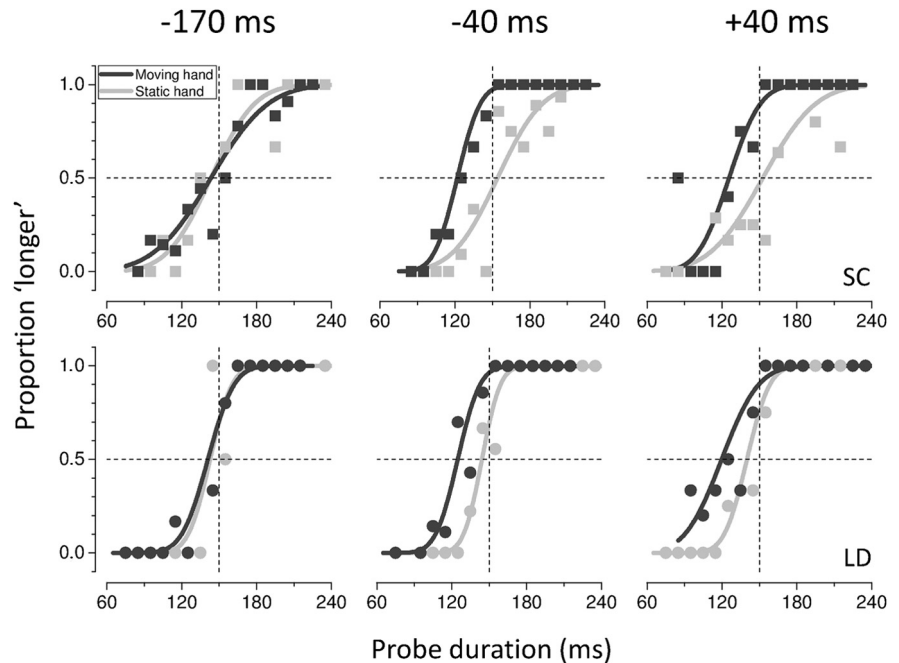 -170 ms
-40 ms
+40 ms
Moving hand
Static hand
1.0
0.5
0.0
60 120 180 240
60 120 180 240
60 120 180 240
SC
1.0
0.5
0.0
60 120 180 240
60 120 180 240
60 120 180 240
LD
Proportion ‘longer’
Probe duration (ms)